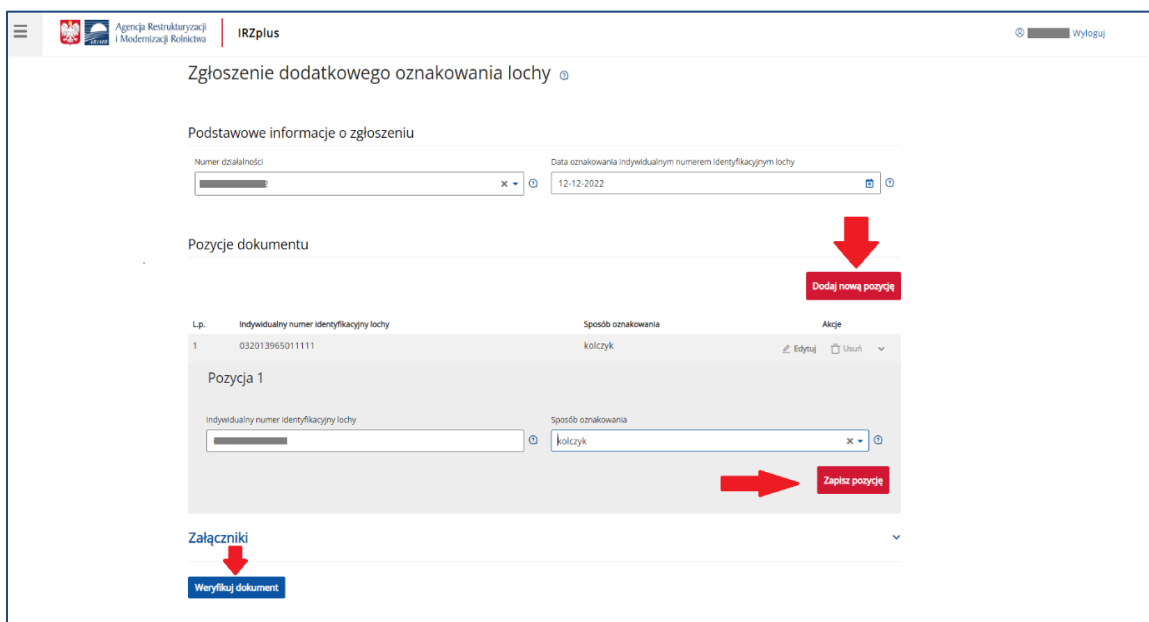 Agencja Restrukturyzacji
i Modernizacji Rolnictwa
IRZplus
Wyloguj
Zgłoszenie dodatkowego oznakowania lochy
Podstawowe informacje o zgłoszeniu
Numer działalności
Data oznakowania indywidualnym numerem identyfikacyjnym lochy
12-12-2022
Pozycje dokumentu
Dodaj nową pozycję
L.p. Indywidualny numer identyfikacyjny lochy Sposób oznakowania Akcje
1 032013965011111 kolczyk Edytuj Usuń
Pozycja 1
Indywidualny numer identyfikacyjny lochy
Sposób oznakowania
kolczyk
Zapisz pozycję
Załączniki
Weryfikuj dokument